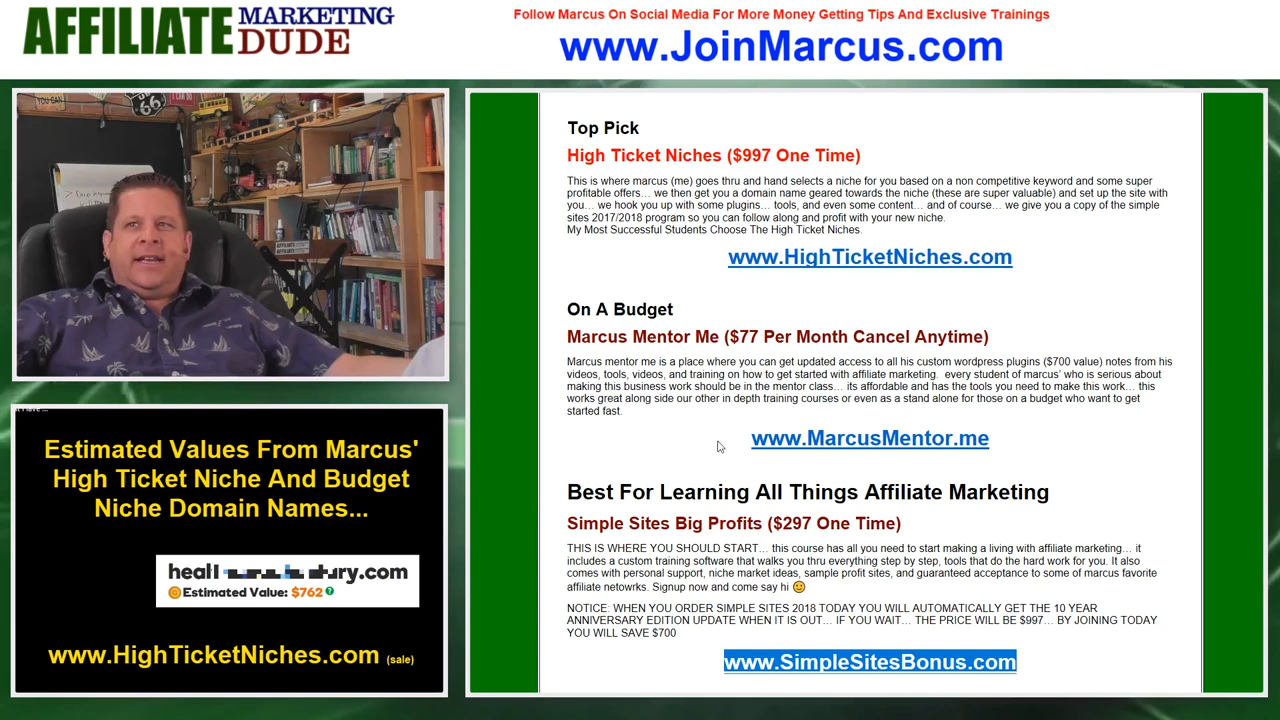 AFFILIATE MARKETING DUDE
Follow Marcus On Social Media For More Money Getting Tips And Exclusive Trainings
www.JoinMarcus.com
66
Top Pick
High Ticket Niches ($997 One Time)
This is where marcus (me) goes thru and hand selects a niche for you based on a non competitive keyword and some super
profitable offers... we then get you a domain name geared towards the niche (these are super valuable) and set up the site with
you... we hook you up with some plugins... tools, and even some content... and of course... we give you a copy of the simple
sites 2017/2018 program so you can follow along and profit with your new niche.
My Most Successful Students Choose The High Ticket Niches.
www.HighTicketNiches.com
On A Budget
Marcus Mentor Me ($77 Per Month Cancel Anytime)
Marcus mentor me is a place where you can get updated access to all his custom wordpress plugins ($700 value) notes from his
videos, tools, videos, and training on how to get started with affiliate marketing.  every student of marcus' who is serious about
making this business work should be in the mentor class... its affordable and has the tools you need to make this work... this
works great along side our other in depth training courses or even as a stand alone for those on a budget who want to get
started fast.
www.MarcusMentor.me
Best For Learning All Things Affiliate Marketing
Simple Sites Big Profits ($297 One Time)
THIS IS WHERE YOU SHOULD START... this course has all you need to start making a living with affiliate marketing... it
includes a custom training software that walks you thru everything step by step, tools that do the hard work for you. It also
comes with personal support, niche market ideas, sample profit sites, and guaranteed acceptance to some of marcus favorite
affiliate netowrks. Signup now and come say hi 🙂
NOTICE: WHEN YOU ORDER SIMPLE SITES 2018 TODAY YOU WILL AUTOMATICALLY GET THE 10 YEAR
ANNIVERSARY EDITION UPDATE WHEN IT IS OUT... IF YOU WAIT... THE PRICE WILL BE $997... BY JOINING TODAY
YOU WILL SAVE $700
www.SimpleSitesBonus.com
Estimated Values From Marcus'
High Ticket Niche And Budget
Niche Domain Names...
ry.com
Estimated Value: $762
www.HighTicketNiches.com (sale)